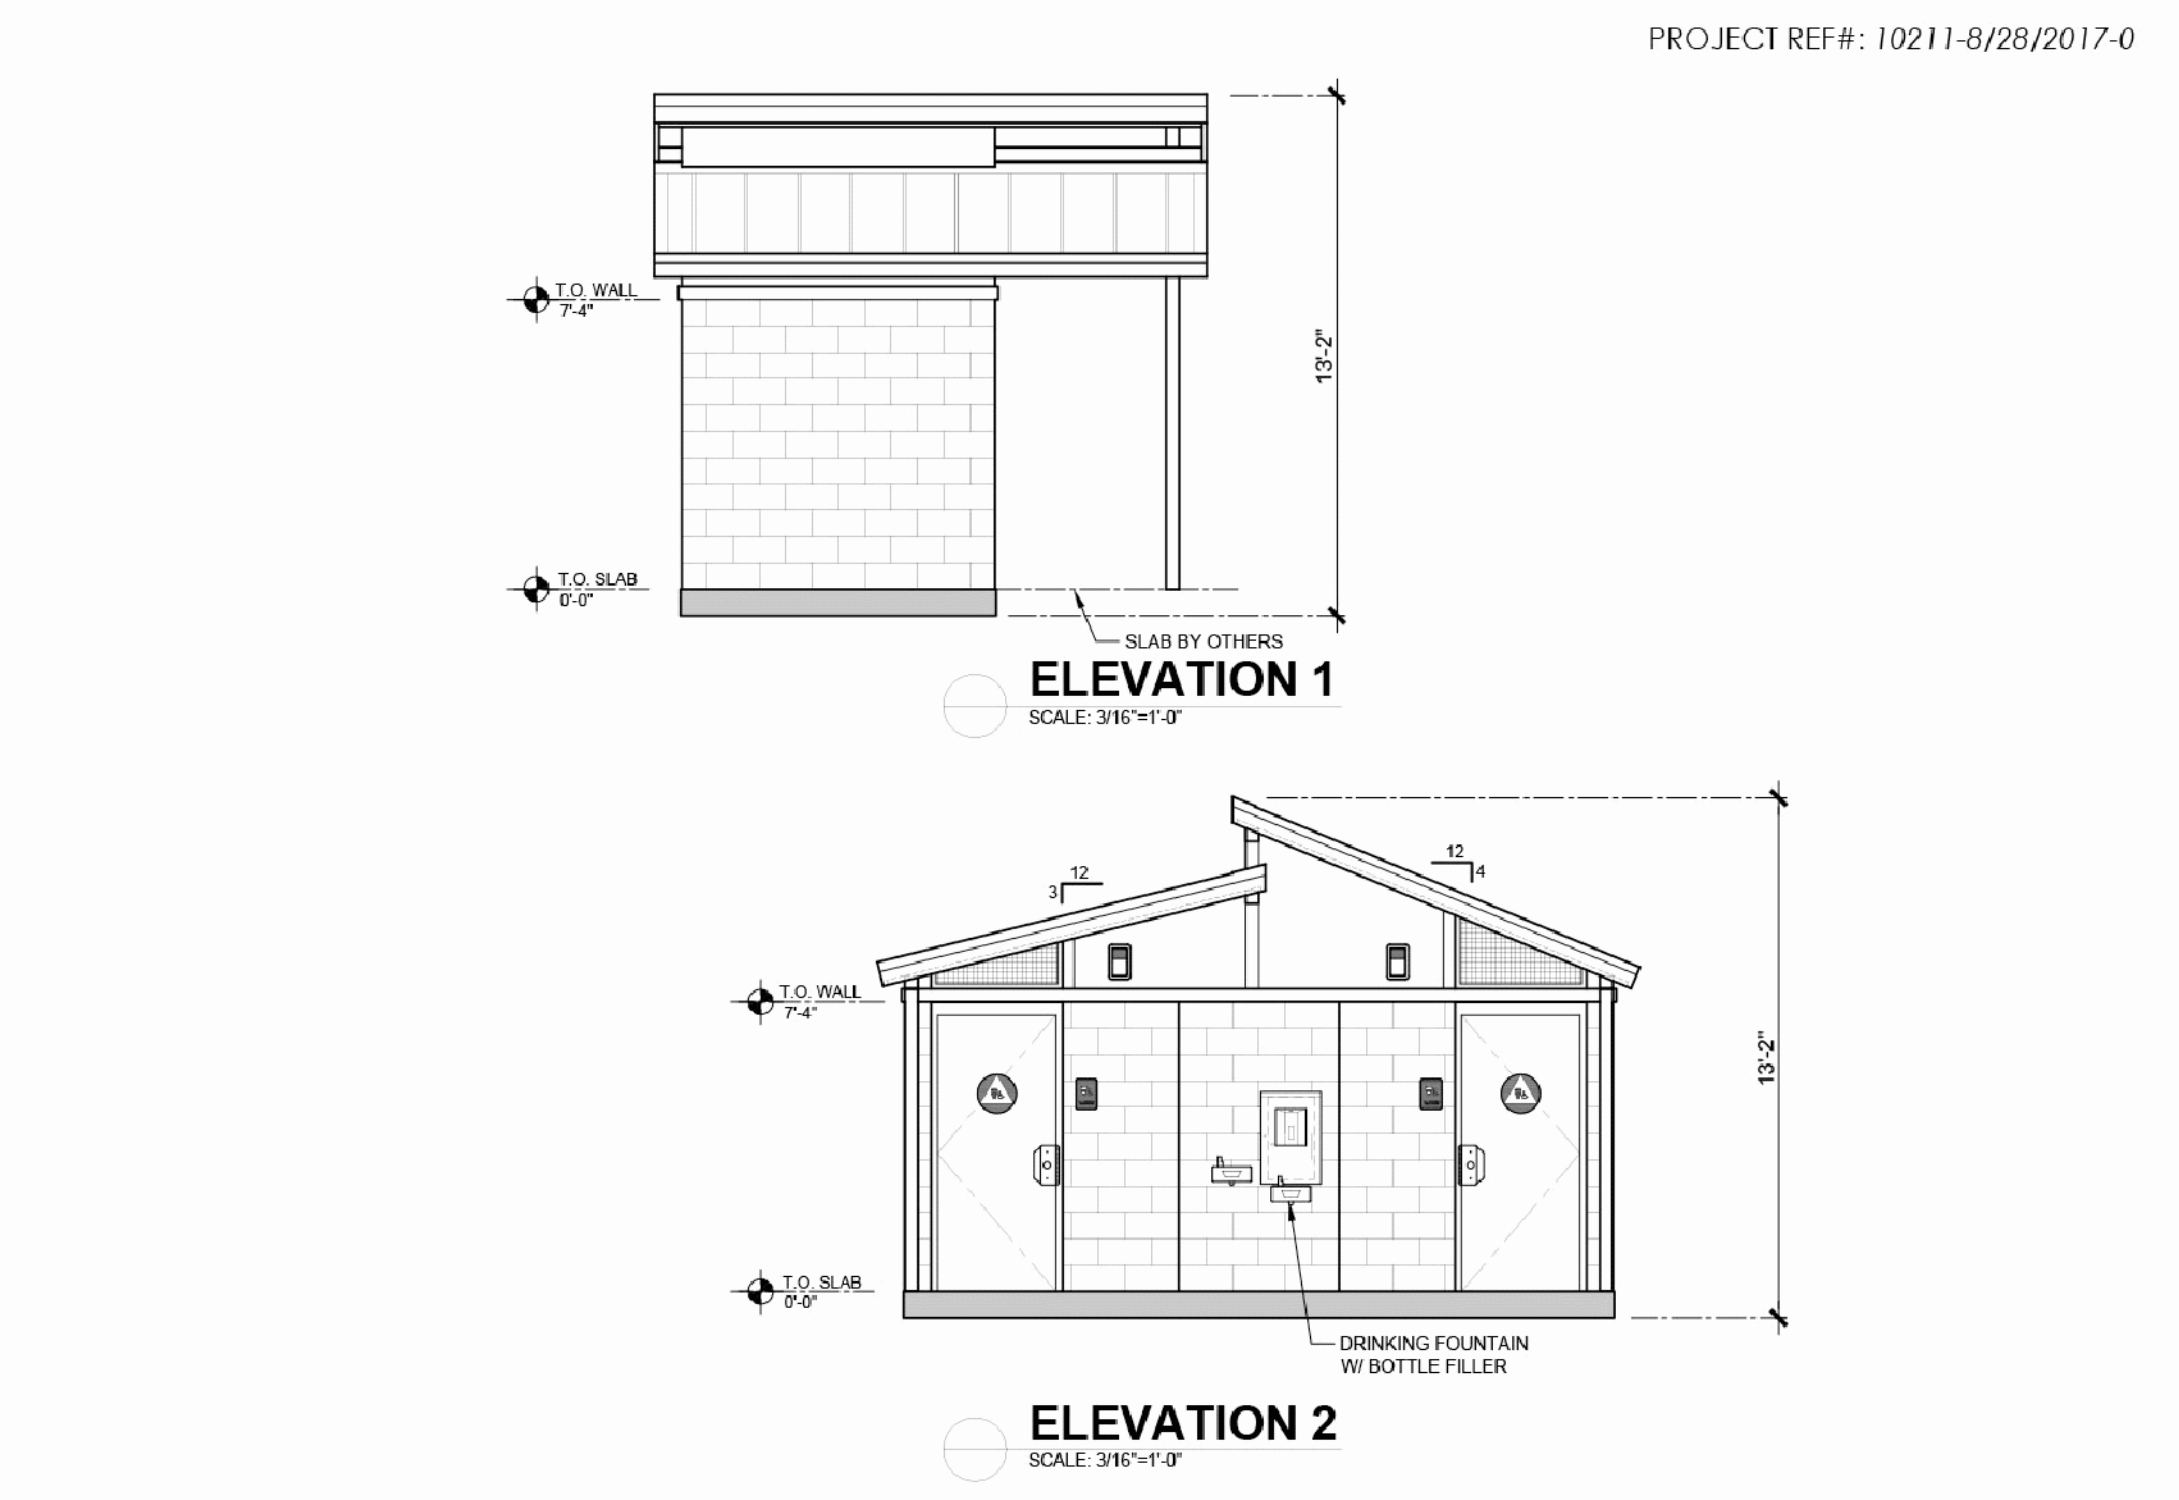 PROJECT REF#: 10211-8/28/2017-0
T.O. WALL
7'-4"
13'-2"
T.O. SLAB
0'-0"
SLAB BY OTHERS
ELEVATION 1
SCALE: 3/16"=1'-0"
12
3
12
4
T.O. WALL
7'-4"
13'-2"
T.O. SLAB
0'-0"
DRINKING FOUNTAIN
W/ BOTTLE FILLER
ELEVATION 2
SCALE: 3/16"=1'-0"